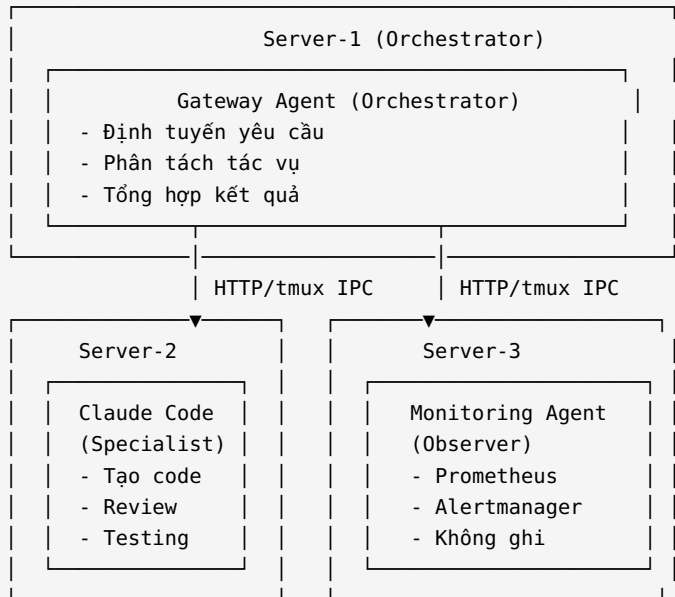 Server-1 (Orchestrator)
Gateway Agent (Orchestrator)
- Định tuyến yêu cầu
- Phân tách tác vụ
- Tổng hợp kết quả
HTTP/tmux IPC HTTP/tmux IPC
Server-2 Server-3
Claude Code Monitoring Agent
(Specialist) (Observer)
- Tạo code - Prometheus
- Review - Alertmanager
- Testing - Không ghi